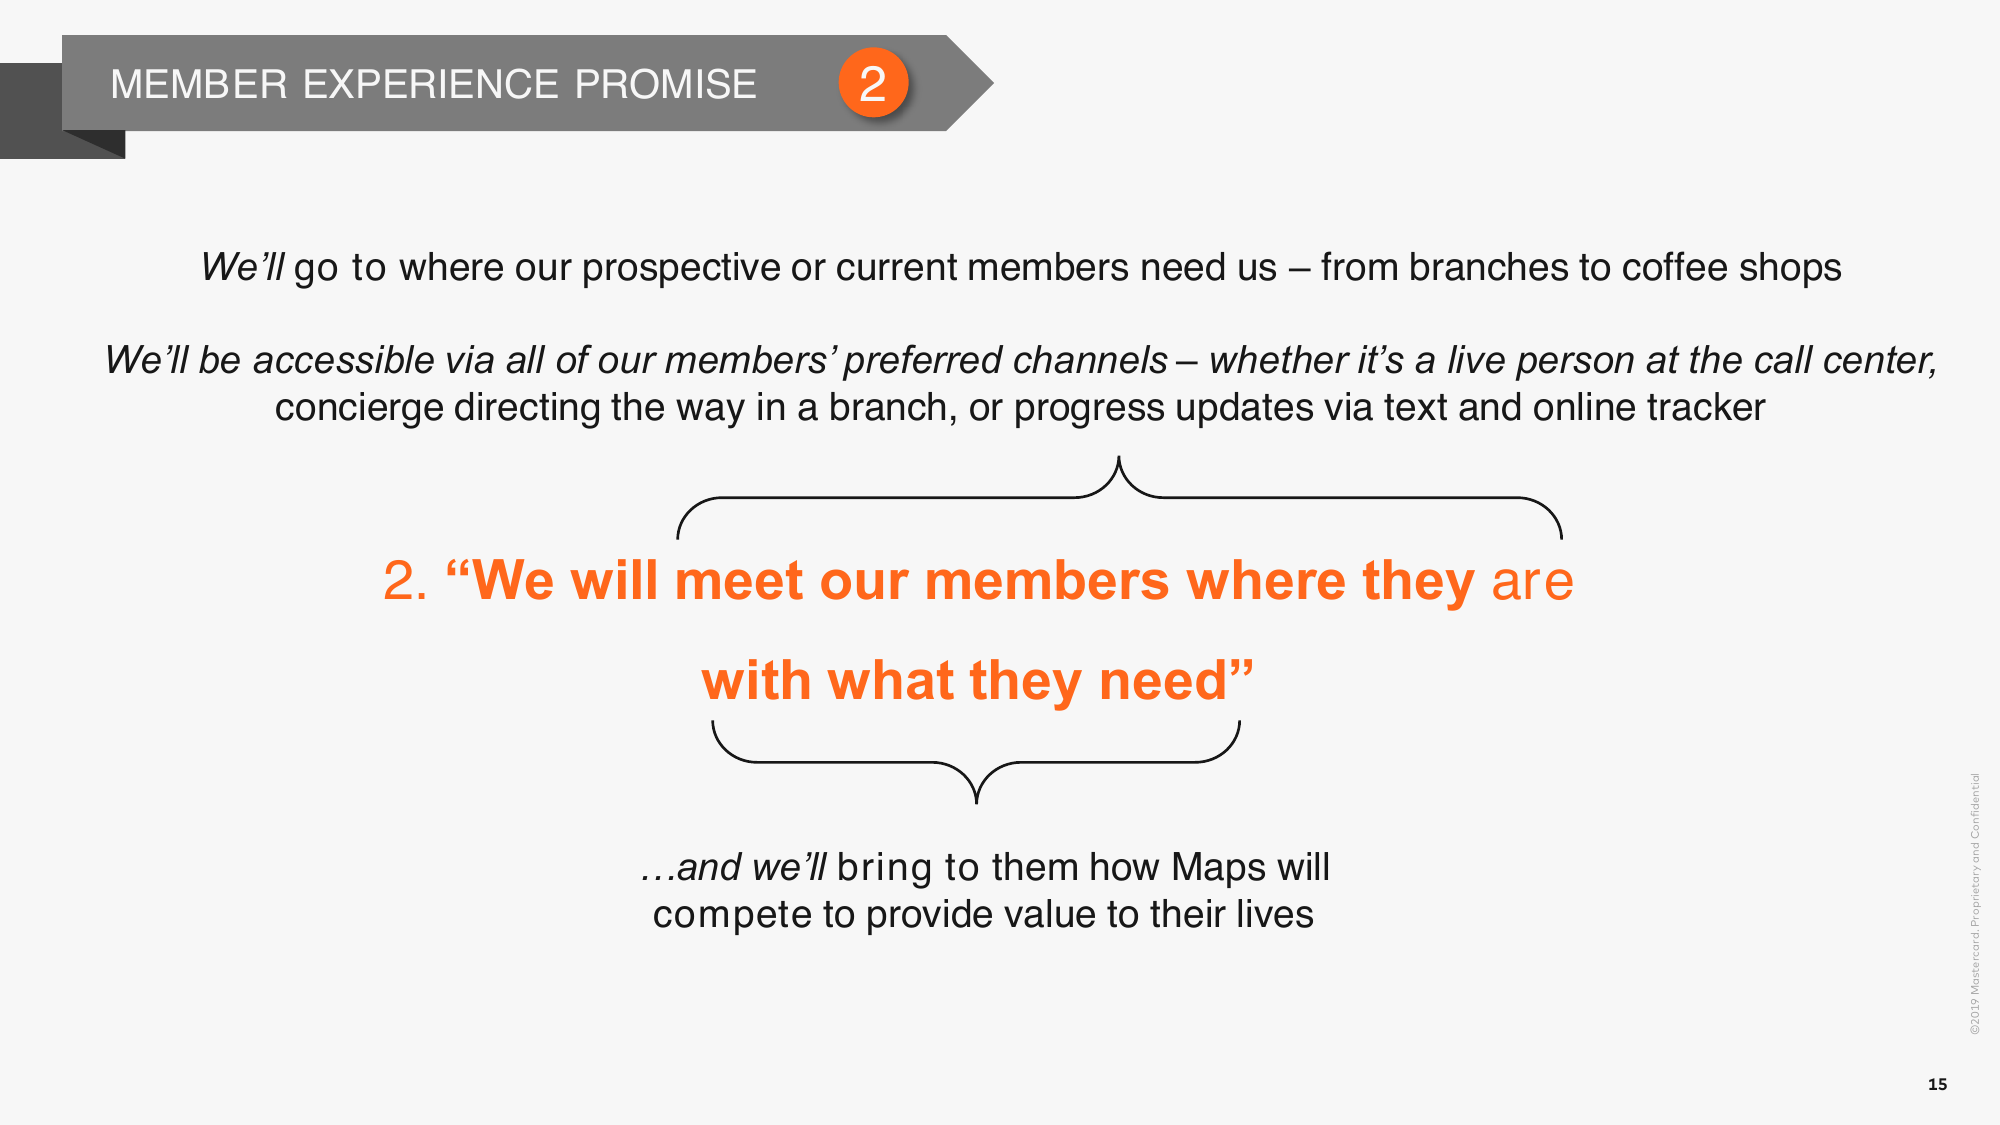 MEMBER EXPERIENCE PROMISE 2
We’ll go to where our prospective or current members need us – from branches to coffee shops
We’ll be accessible via all of our members’ preferred channels – whether it’s a live person at the call center,
concierge directing the way in a branch, or progress updates via text and online tracker
2. “We will meet our members where they are
with what they need”
…and we’ll bring to them how Maps will
compete to provide value to their lives
©2019 Mastercard. Proprietary and Confidential
15